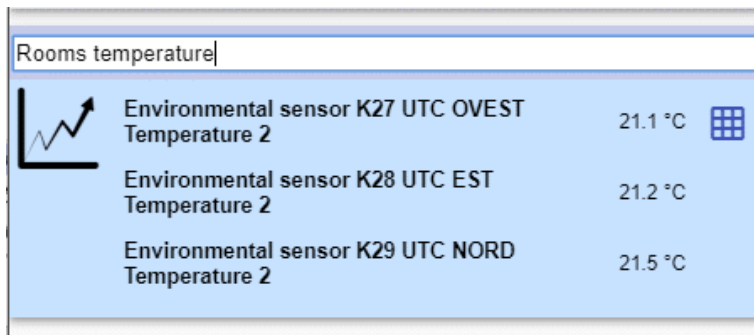 Rooms temperature
Environmental sensor K27 UTC OVEST
Temperature 2
21.1 °C
Environmental sensor K28 UTC EST
Temperature 2
21.2 °C
Environmental sensor K29 UTC NORD
Temperature 2
21.5 °C